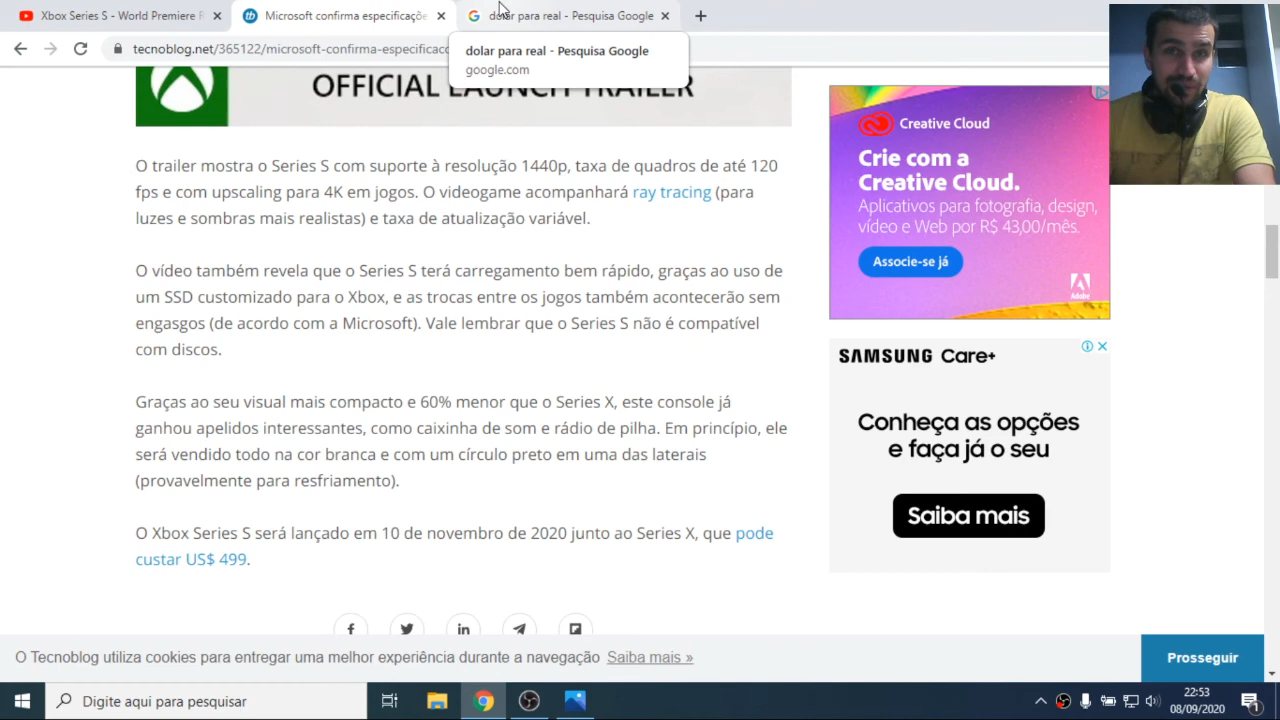 Xbox Series S - World Premiere R
Microsoft confirma especificaçõe
dolar para real - Pesquisa Google
tecnoblog.net/365122/microsoft-confirma-especificaco
dolar para real - Pesquisa Google
google.com
OFFICIAL LAUNCH TRAILER
O trailer mostra o Series S com suporte à resolução 1440p, taxa de quadros de até 120
fps e com upscaling para 4K em jogos. O videogame acompanhará ray tracing (para
luzes e sombras mais realistas) e taxa de atualização variável.
O vídeo também revela que o Series S terá carregamento bem rápido, graças ao uso de
um SSD customizado para o Xbox, e as trocas entre os jogos também acontecerão sem
engasgos (de acordo com a Microsoft). Vale lembrar que o Series S não é compatível
com discos.
Graças ao seu visual mais compacto e 60% menor que o Series X, este console já
ganhou apelidos interessantes, como caixinha de som e rádio de pilha. Em princípio, ele
será vendido todo na cor branca e com um círculo preto em uma das laterais
(provavelmente para resfriamento).
O Xbox Series S será lançado em 10 de novembro de 2020 junto ao Series X, que pode
custar US$ 499.
Creative Cloud
Crie com a
Creative Cloud.
Aplicativos para fotografia, design,
vídeo e Web por R$ 43,00/mês.
Associe-se já
Adobe
SAMSUNG Care+
Conheça as opções
e faça já o seu
Saiba mais
O Tecnoblog utiliza cookies para entregar uma melhor experiência durante a navegação Saiba mais »
Prosseguir
Digite aqui para pesquisar
22:53
08/09/2020
1